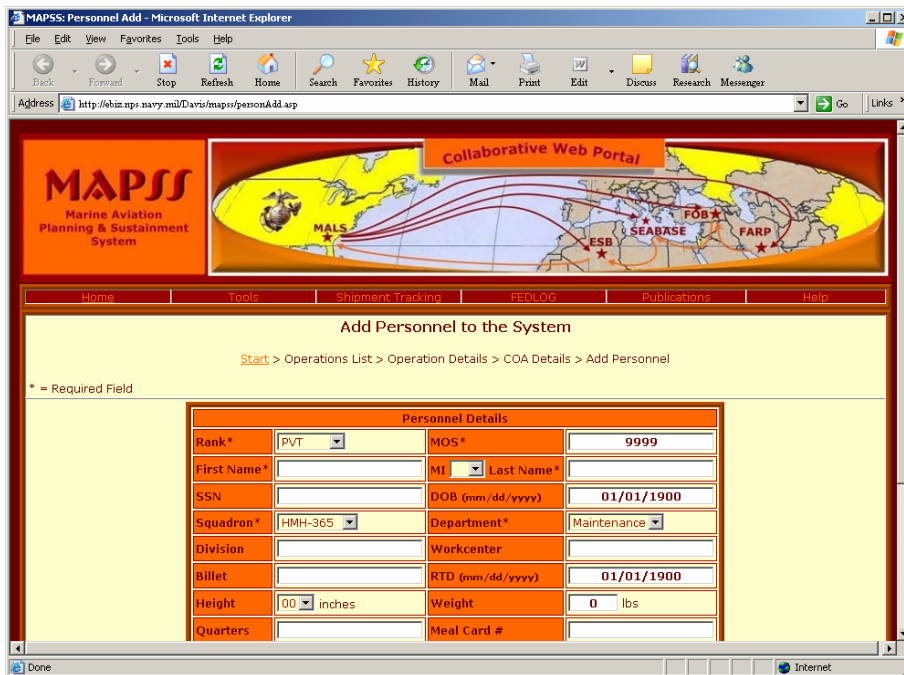 MAPSS: Personnel Add - Microsoft Internet Explorer
File Edit View Favorites Tools Help
Back Forward Stop Refresh Home Search Favorites History Mail Print Edit Discuss Research Messenger
Address http://ebiz.nps.navy.mil/Davis/mapss/personAdd.asp Go Links
MAPSS
Marine Aviation
Planning & Sustainment
System
Collaborative Web Portal
MALS
ESB
SEABASE
FOB
FARP
Home Tools Shipment Tracking FEDLOG Publications Help
Add Personnel to the System
Start > Operations List > Operation Details > COA Details > Add Personnel
* = Required Field
Personnel Details
Rank* PVT MOS* 9999
First Name* MI Last Name*
SSN DOB (mm/dd/yyyy) 01/01/1900
Squadron* HMH-365 Department* Maintenance
Division Workcenter
Billet RTD (mm/dd/yyyy) 01/01/1900
Height 00 inches Weight 0 lbs
Quarters Meal Card #
Done Internet